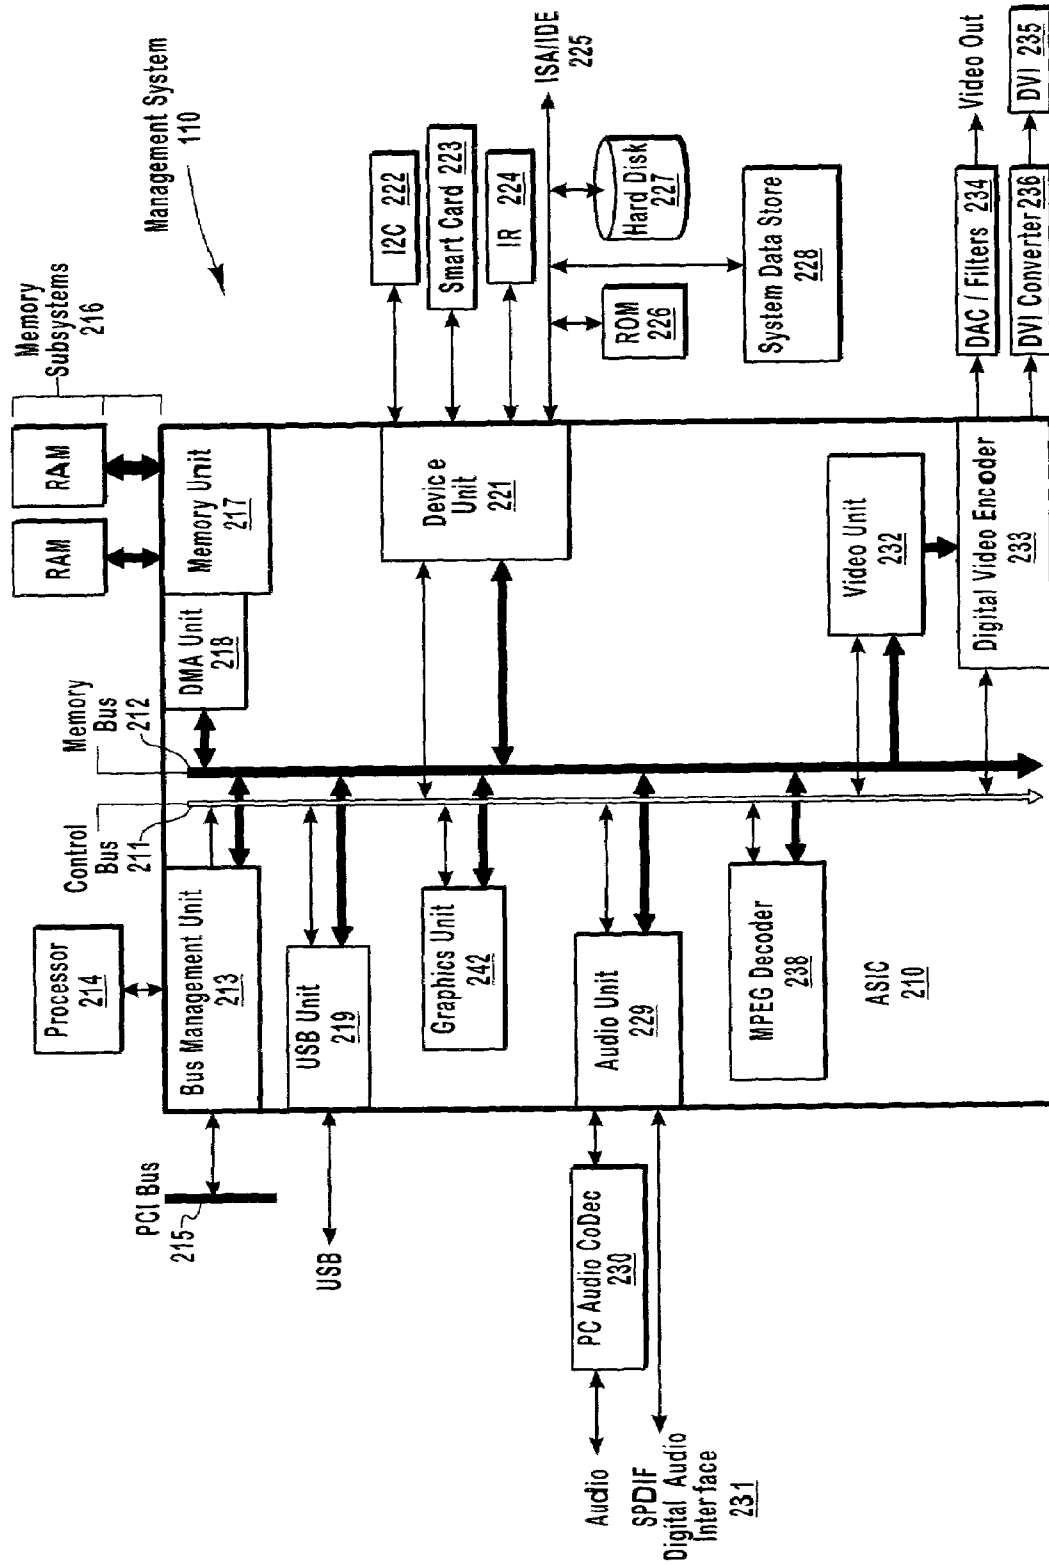 Management System
110
Memory
Subsystems
216
RAM
RAM
Memory Unit
217
DMA Unit
218
Memory
Bus
212
Control
Bus
211
Processor
214
Bus Management Unit
213
PCI Bus
215
USB Unit
219
USB
Graphics Unit
242
Device
Unit
221
I2C 222
Smart Card 223
IR 224
ISA/IDE
225
ROM
226
Hard Disk
227
System Data Store
228
Audio Unit
229
PC Audio CoDec
230
Audio
SPDIF
Digital Audio
Interface
231
MPEG Decoder
238
ASIC
210
Video Unit
232
Digital Video Encoder
233
DAC / Filters 234
Video Out
DVI Converter 236
DVI 235